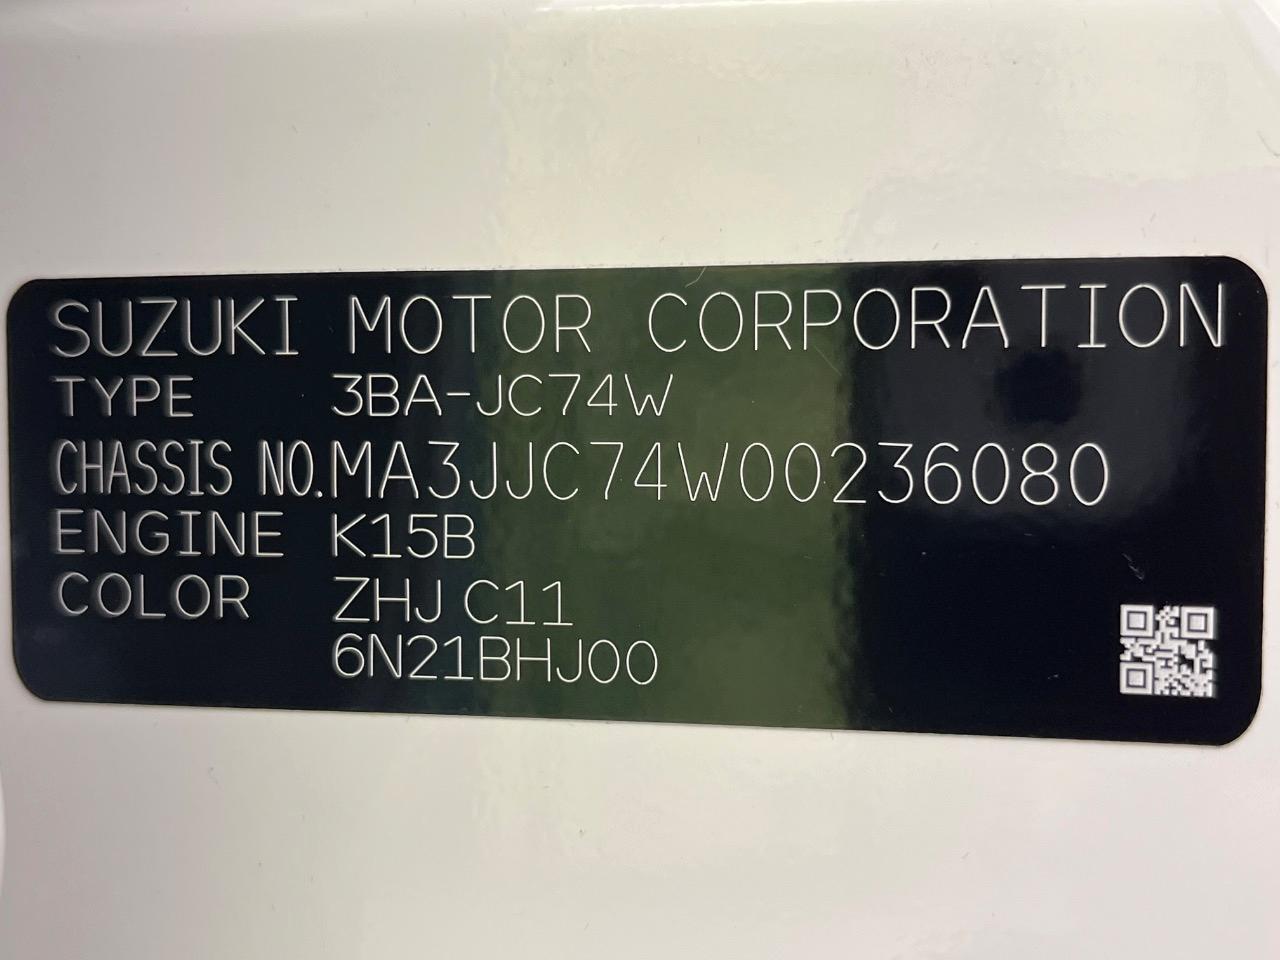 SUZUKI MOTOR CORPORATION
TYPE 3BA-JC74W
CHASSIS NO. MA3JJC74W00236080
ENGINE K15B
COLOR ZHJ C11
6N21BHJ00